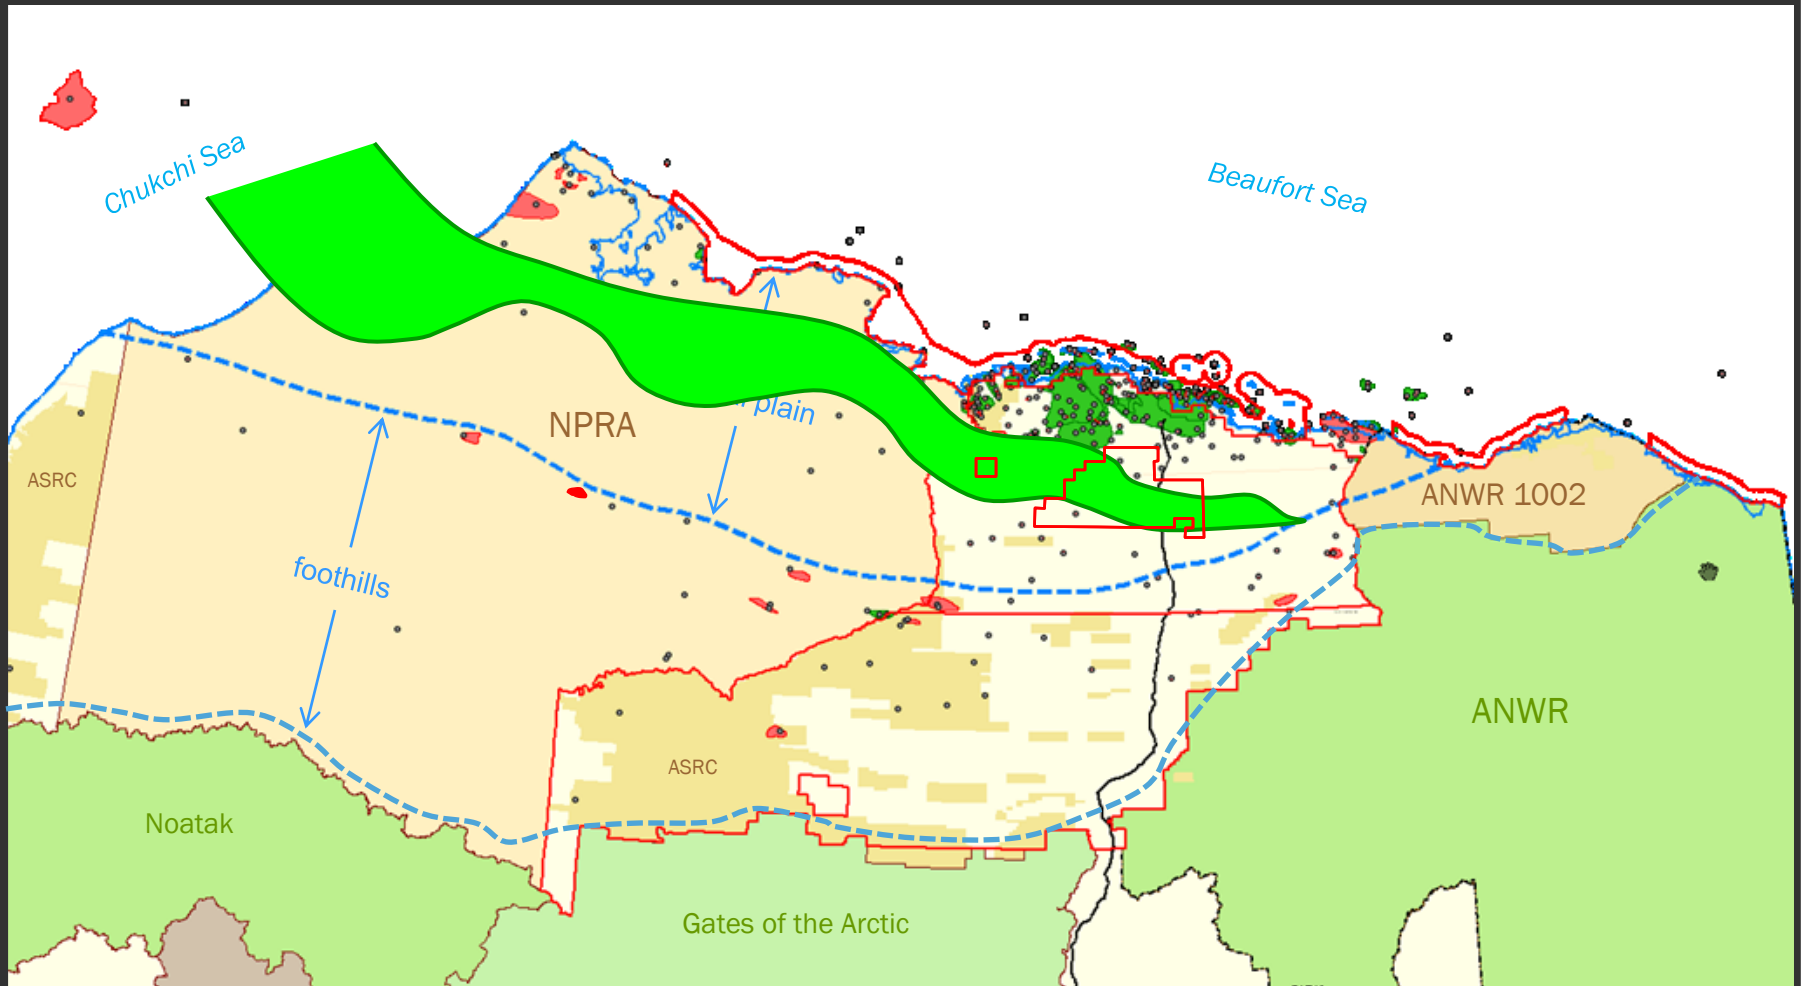 Chukchi Sea
Beaufort Sea
plain
NPRA
ASRC
ANWR 1002
foothills
ANWR
ASRC
Noatak
Gates of the Arctic